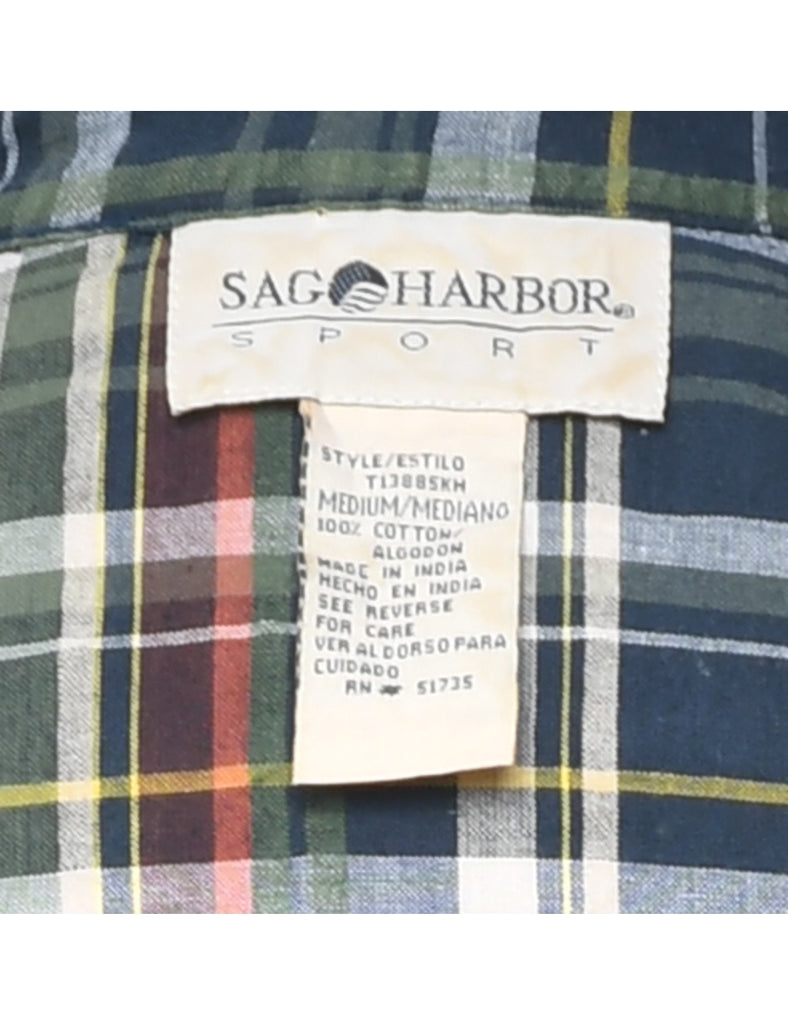 SAG HARBOR®
SPORT
STYLE/ESTILO
T13885KH
MEDIUM/MEDIANO
100% COTTON/
ALGODON
MADE IN INDIA
HECHO EN INDIA
SEE REVERSE
FOR CARE
VER AL DORSO PARA
CUIDADO
RN 51735